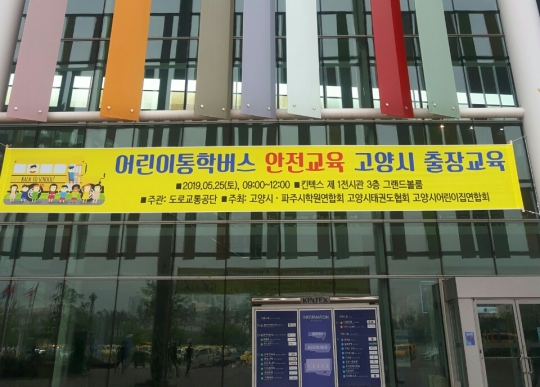 어린이통학버스 안전교육 고양시 출장교육
■2019.05.25(토), 09:00~12:00 ■킨텍스 제 1전시관 3층 그랜드볼룸
■주관: 도로교통공단 ■주최: 고양시·파주시학원연합회 고양시태권도협회 고양시어린이집연합회
BACK TO SCHOOL!
KINTEX
INFORMATION